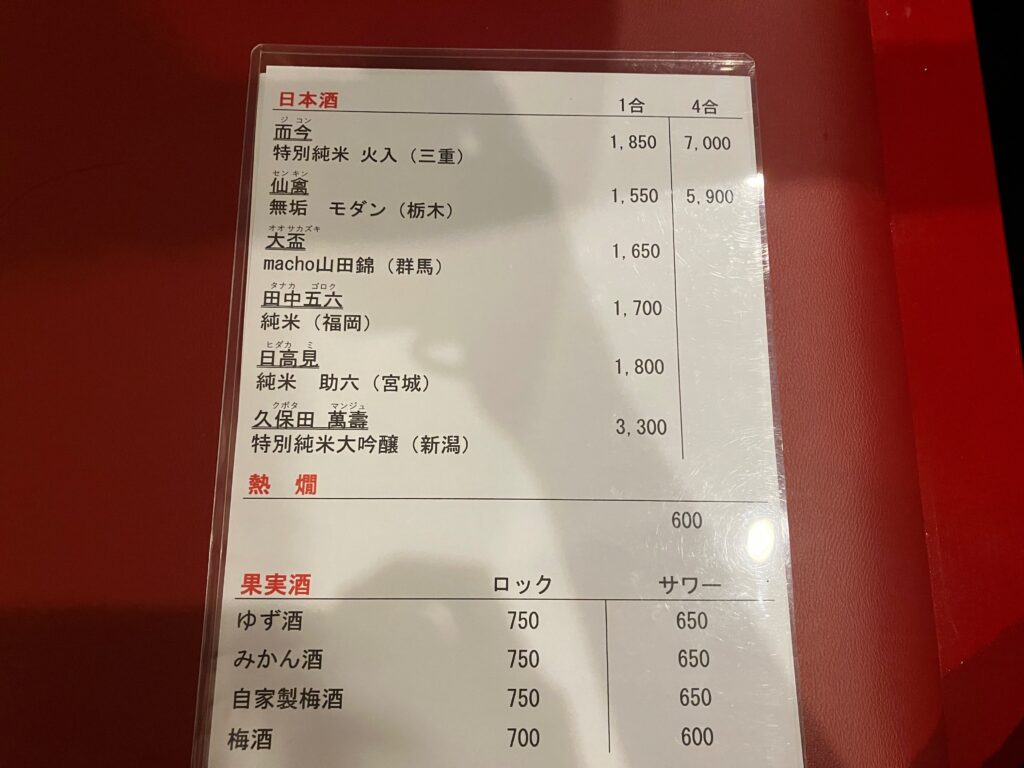 日本酒 1合 4合
ジ コン
而今
特別純米 火入（三重） 1,850 7,000
セン キン
仙禽
無垢 モダン（栃木） 1,550 5,900
オオサカズキ
大盃
macho山田錦（群馬） 1,650
タナカ ゴロク
田中五六
純米（福岡） 1,700
ヒダカ ミ
日高見
純米 助六（宮城） 1,800
クボタ マンジュ
久保田 萬壽
特別純米大吟醸（新潟） 3,300
熱 燗
600
果実酒 ロック サワー
ゆず酒 750 650
みかん酒 750 650
自家製梅酒 750 650
梅酒 700 600